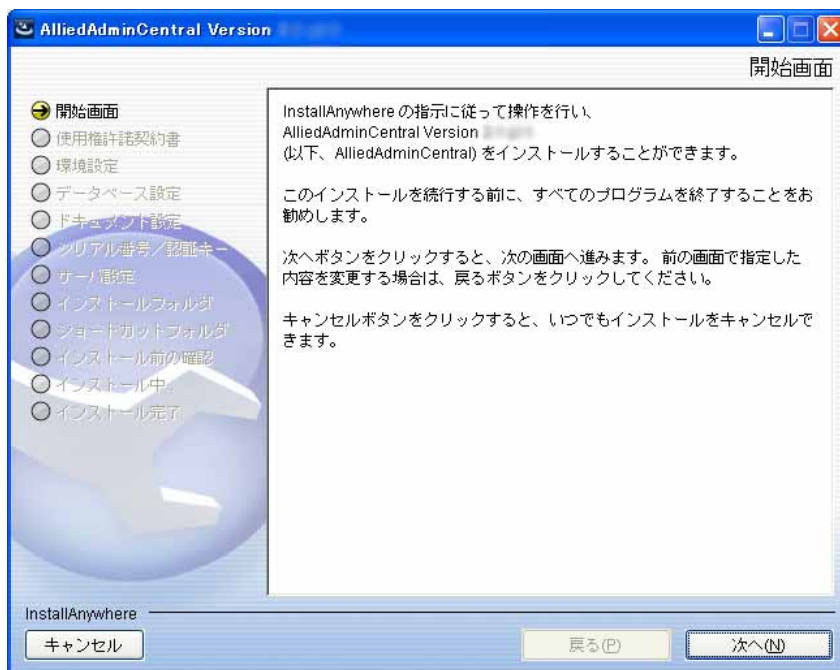 AlliedAdminCentral Version
開始画面
開始画面
使用権許諾契約書
環境設定
データベース設定
ドキュメント設定
シリアル番号/認証キー
サーバ設定
インストールフォルダ
ショートカットフォルダ
インストール前の確認
インストール中..
インストール完了
InstallAnywhere の指示に従って操作を行い、
AlliedAdminCentral Version
(以下、AlliedAdminCentral) をインストールすることができます。
このインストールを続行する前に、すべてのプログラムを終了することをお
勧めします。
次へボタンをクリックすると、次の画面へ進みます。 前の画面で指定した
内容を変更する場合は、戻るボタンをクリックしてください。
キャンセルボタンをクリックすると、いつでもインストールをキャンセルで
きます。
InstallAnywhere
キャンセル
戻る(P)
次へ(N)